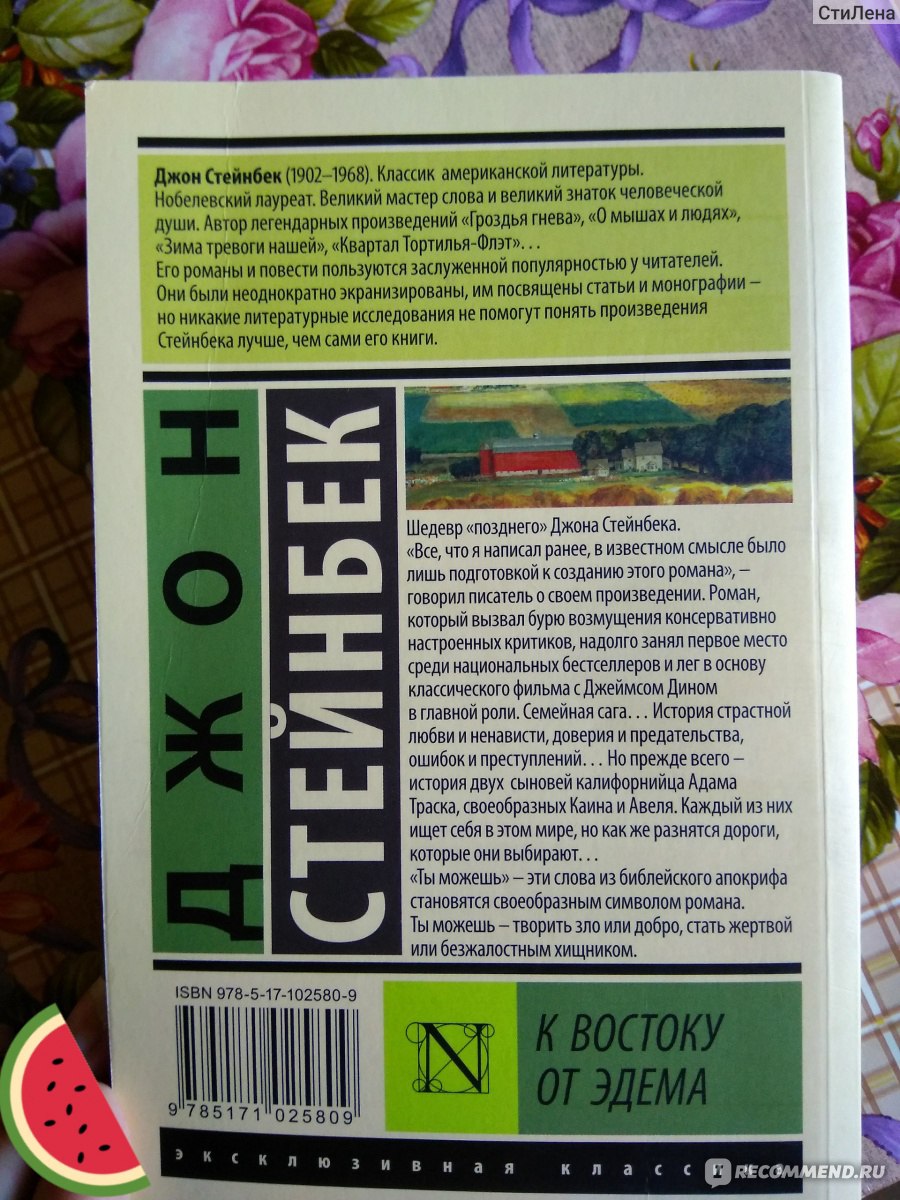 СтиЛена
Джон Стейнбек (1902–1968). Классик американской литературы.
Нобелевский лауреат. Великий мастер слова и великий знаток человеческой
души. Автор легендарных произведений «Гроздья гнева», «О мышах и людях»,
«Зима тревоги нашей», «Квартал Тортилья-Флэт»...
Его романы и повести пользуются заслуженной популярностью у читателей.
Они были неоднократно экранизированы, им посвящены статьи и монографии –
но никакие литературные исследования не помогут понять произведения
Стейнбека лучше, чем сами его книги.
ДЖОН
СТЕЙНБЕК
Шедевр «позднего» Джона Стейнбека.
«Все, что я написал ранее, в известном смысле было
лишь подготовкой к созданию этого романа», –
говорил писатель о своем произведении. Роман,
который вызвал бурю возмущения консервативно
настроенных критиков, надолго занял первое место
среди национальных бестселлеров и лег в основу
классического фильма с Джеймсом Дином
в главной роли. Семейная сага... История страстной
любви и ненависти, доверия и предательства,
ошибок и преступлений... Но прежде всего –
история двух сыновей калифорнийца Адама
Траска, своеобразных Каина и Авеля. Каждый из них
ищет себя в этом мире, но как же разнятся дороги,
которые они выбирают...
«Ты можешь» – эти слова из библейского апокрифа
становятся своеобразным символом романа.
Ты можешь – творить зло или добро, стать жертвой
или безжалостным хищником.
ISBN 978-5-17-102580-9
9 785171 025809
N
К ВОСТОКУ
ОТ ЭДЕМА
эксклюзивная классика
RECOMMEND.RU